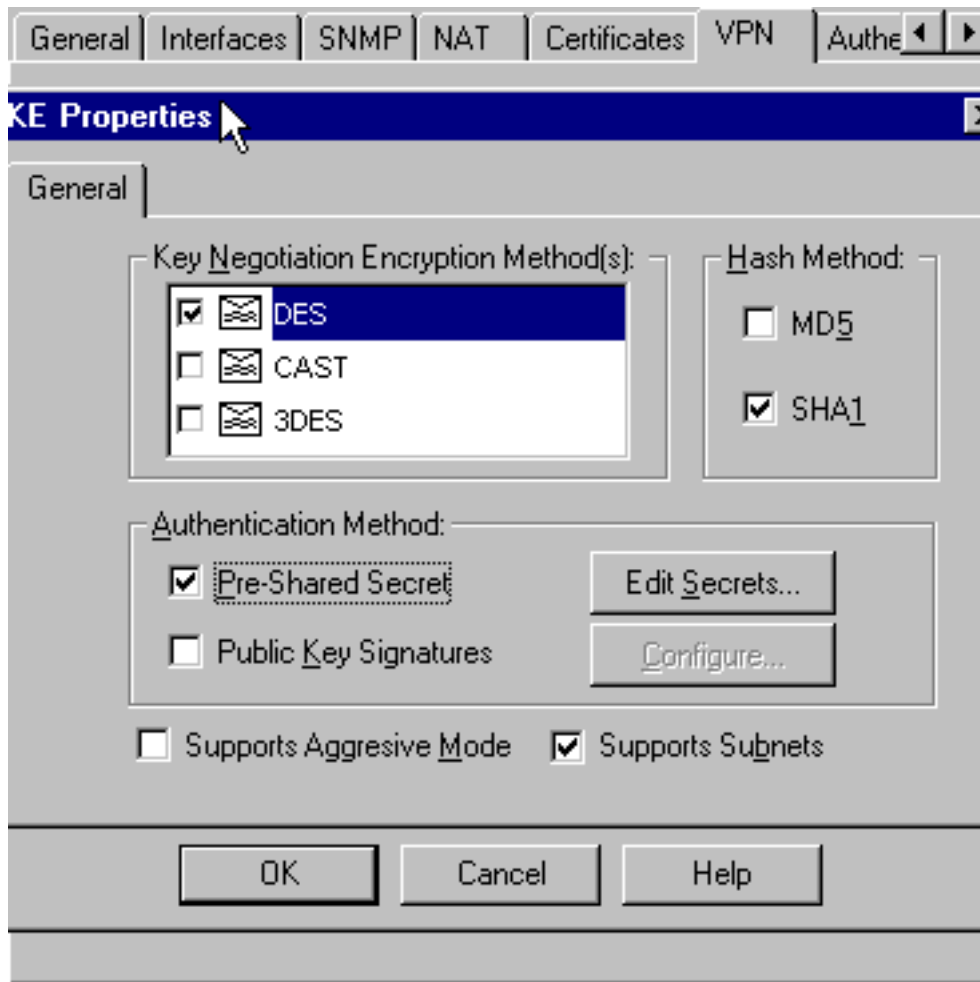 General Interfaces SNMP NAT Certificates VPN Authe
KE Properties
General
Key Negotiation Encryption Method(s):
DES
CAST
3DES
Hash Method:
MD5
SHA1
Authentication Method:
Pre-Shared Secret
Edit Secrets...
Public Key Signatures
Configure...
Supports Aggresive Mode
Supports Subnets
OK Cancel Help